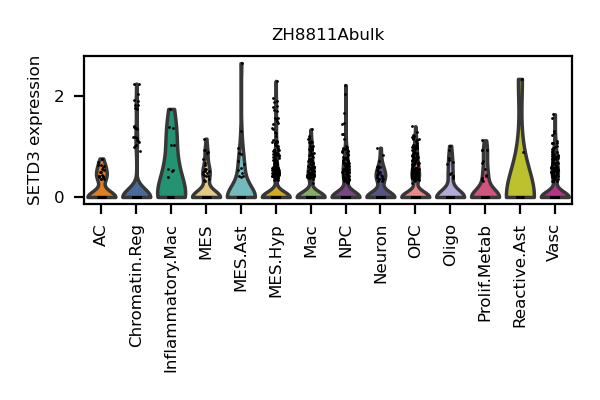 ZH8811Abulk
SETD3 expression
2
0
AC
Chromatin.Reg
Inflammatory.Mac
MES
MES.Ast
MES.Hyp
Mac
NPC
Neuron
OPC
Oligo
Prolif.Metab
Reactive.Ast
Vasc